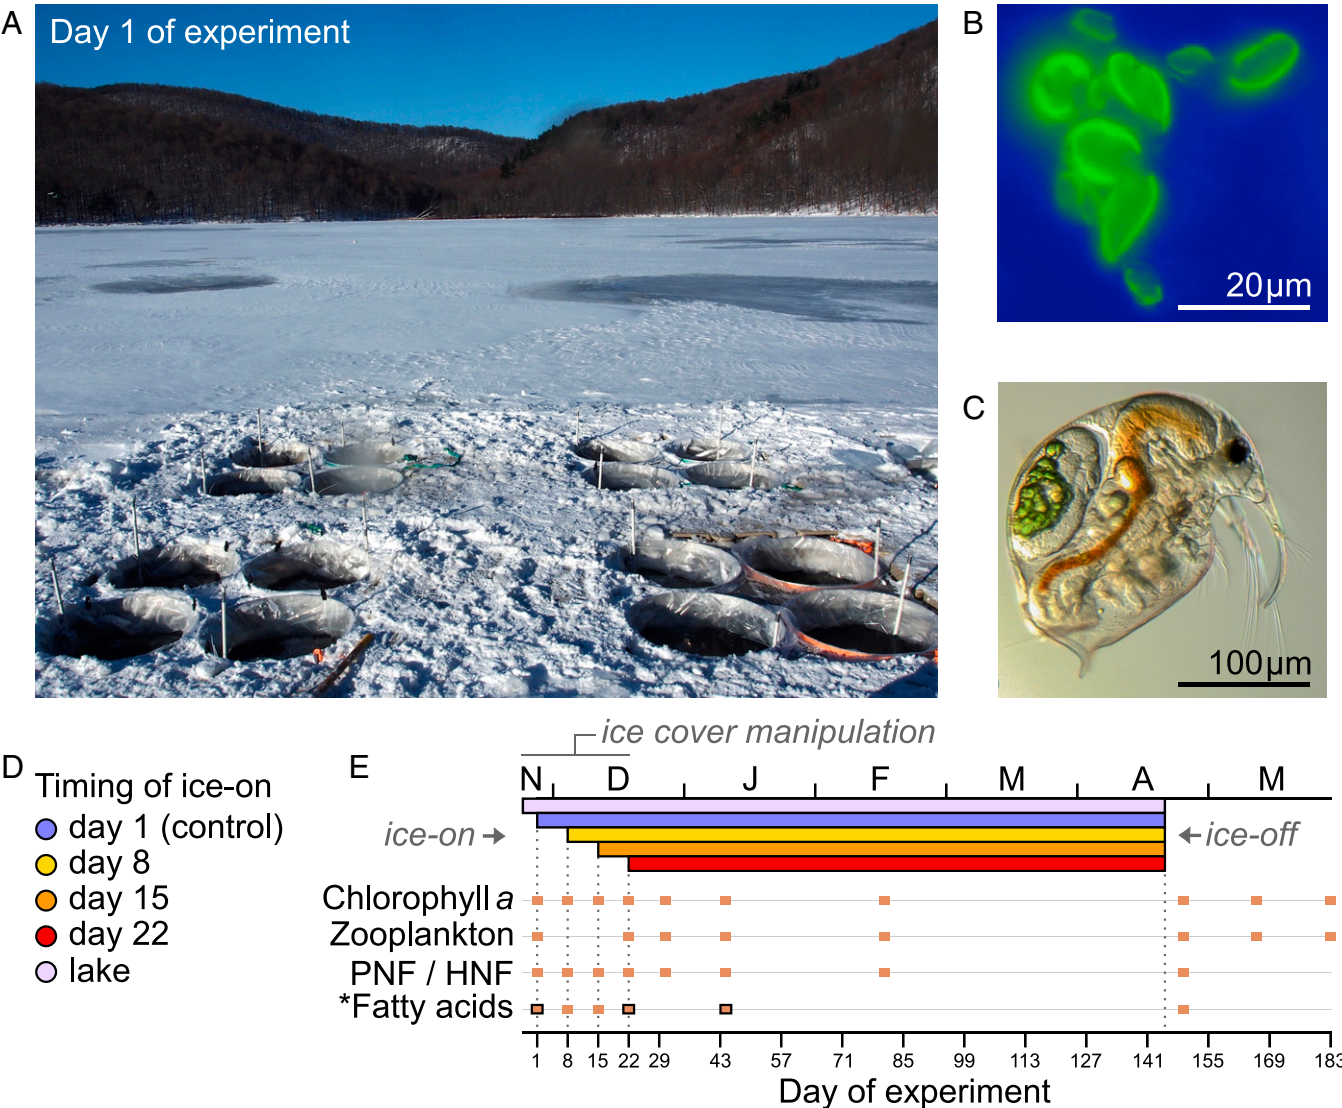 A
Day 1 of experiment
B
20µm
C
100µm
D
Timing of ice-on
day 1 (control)
day 8
day 15
day 22
lake
E
ice cover manipulation
N D J F M A M
ice-on
ice-off
Chlorophyll a
Zooplankton
PNF / HNF
*Fatty acids
1 8 15 22 29 43 57 71 85 99 113 127 141 155 169 183
Day of experiment